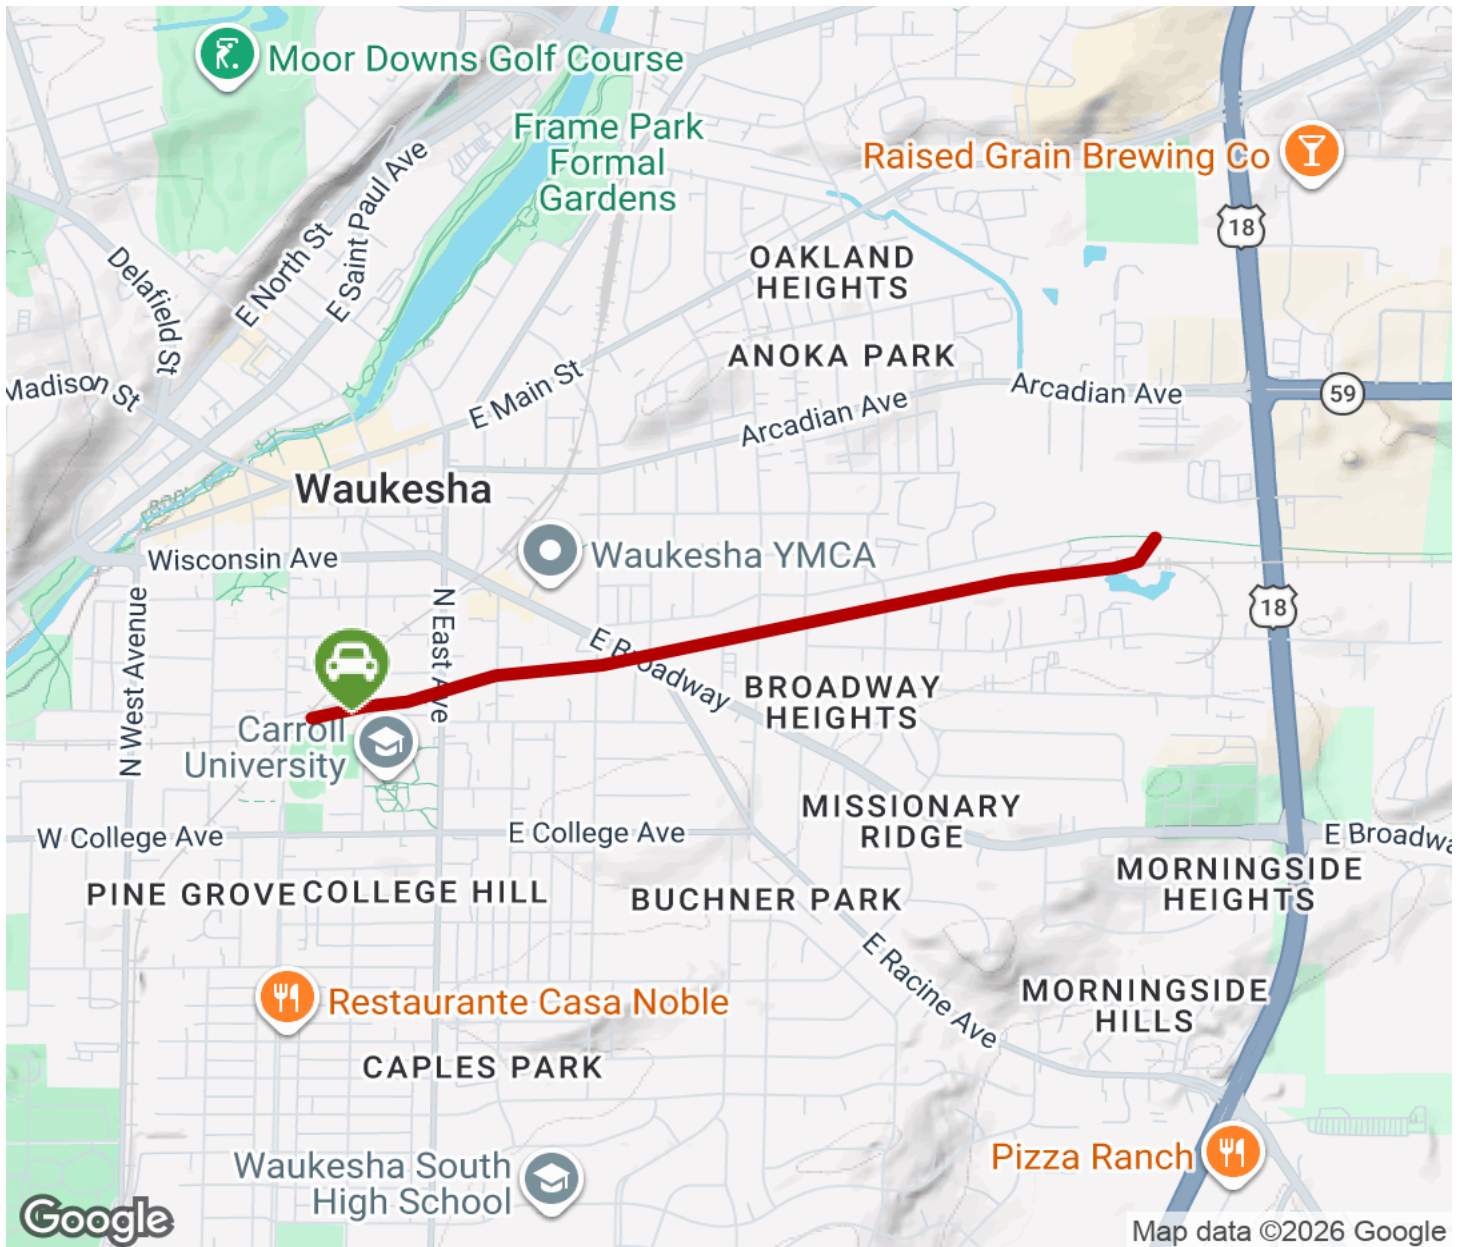 Moor Downs Golf Course
Frame Park
Formal
Gardens
Raised Grain Brewing Co
E Saint Paul Ave
E North St
Delafield St
18
OAKLAND
HEIGHTS
ANOKA PARK
Madison St
E Main St
Arcadian Ave
Arcadian Ave
59
Waukesha
Wisconsin Ave
Waukesha YMCA
N West Avenue
N East Ave
E Broadway
18
Carroll
University
BROADWAY
HEIGHTS
MISSIONARY
RIDGE
W College Ave
E College Ave
E Broadwa
MORNINGSIDE
HEIGHTS
PINE GROVE
COLLEGE HILL
BUCHNER PARK
E Racine Ave
Restaurante Casa Noble
MORNINGSIDE
HILLS
CAPLES PARK
Waukesha South
High School
Pizza Ranch
Google
Map data ©2026 Google